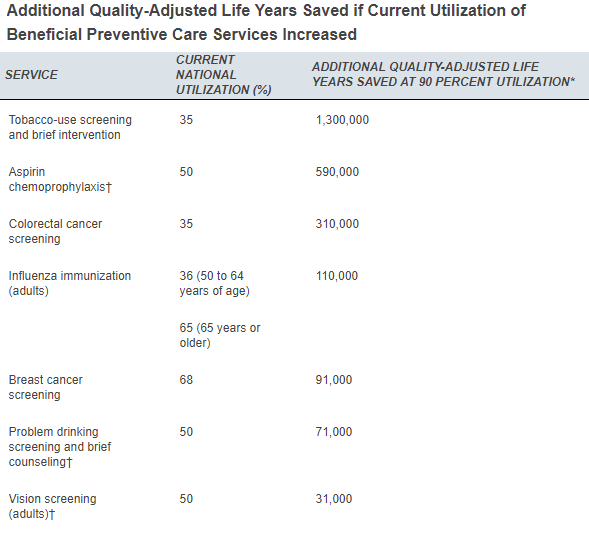 Additional Quality-Adjusted Life Years Saved if Current Utilization of
Beneficial Preventive Care Services Increased
SERVICE
CURRENT
NATIONAL
UTILIZATION (%)
ADDITIONAL QUALITY-ADJUSTED LIFE
YEARS SAVED AT 90 PERCENT UTILIZATION*
Tobacco-use screening
and brief intervention
35
1,300,000
Aspirin
chemoprophylaxis†
50
590,000
Colorectal cancer
screening
35
310,000
Influenza immunization
(adults)
36 (50 to 64
years of age)
110,000
65 (65 years or
older)
Breast cancer
screening
68
91,000
Problem drinking
screening and brief
counseling†
50
71,000
Vision screening
(adults)†
50
31,000